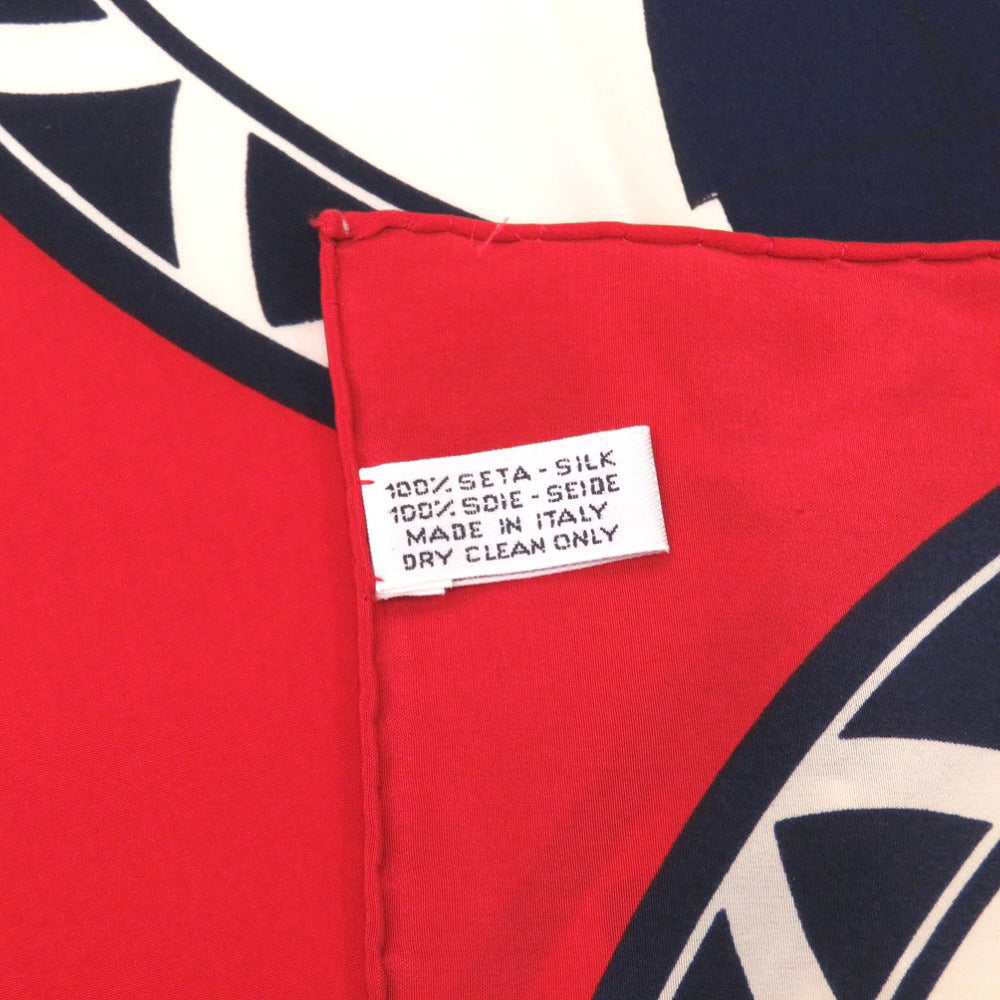 100% SETA - SILK
100% SOIE - SEIDE
MADE IN ITALY
DRY CLEAN ONLY